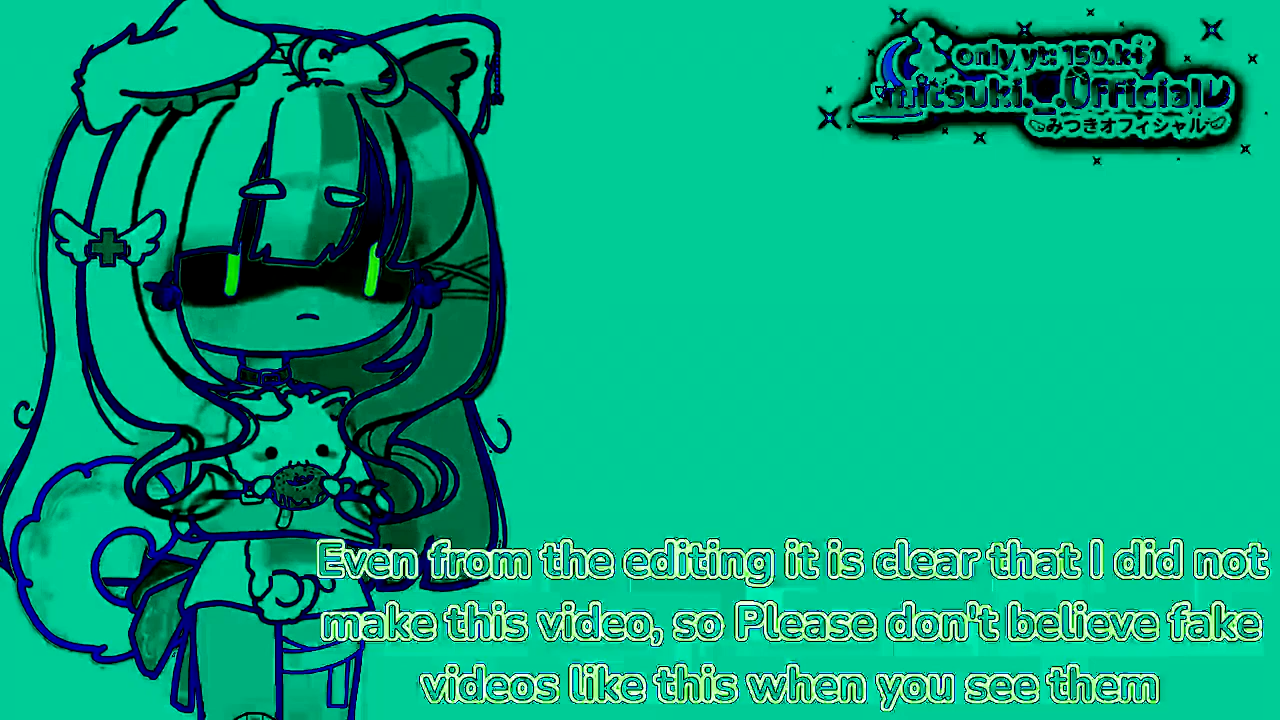 only yt: 150.k+
mitsuki.☁.Official
みつきオフィシャル
Even from the editing it is clear that I did not
make this video, so Please don't believe fake
videos like this when you see them